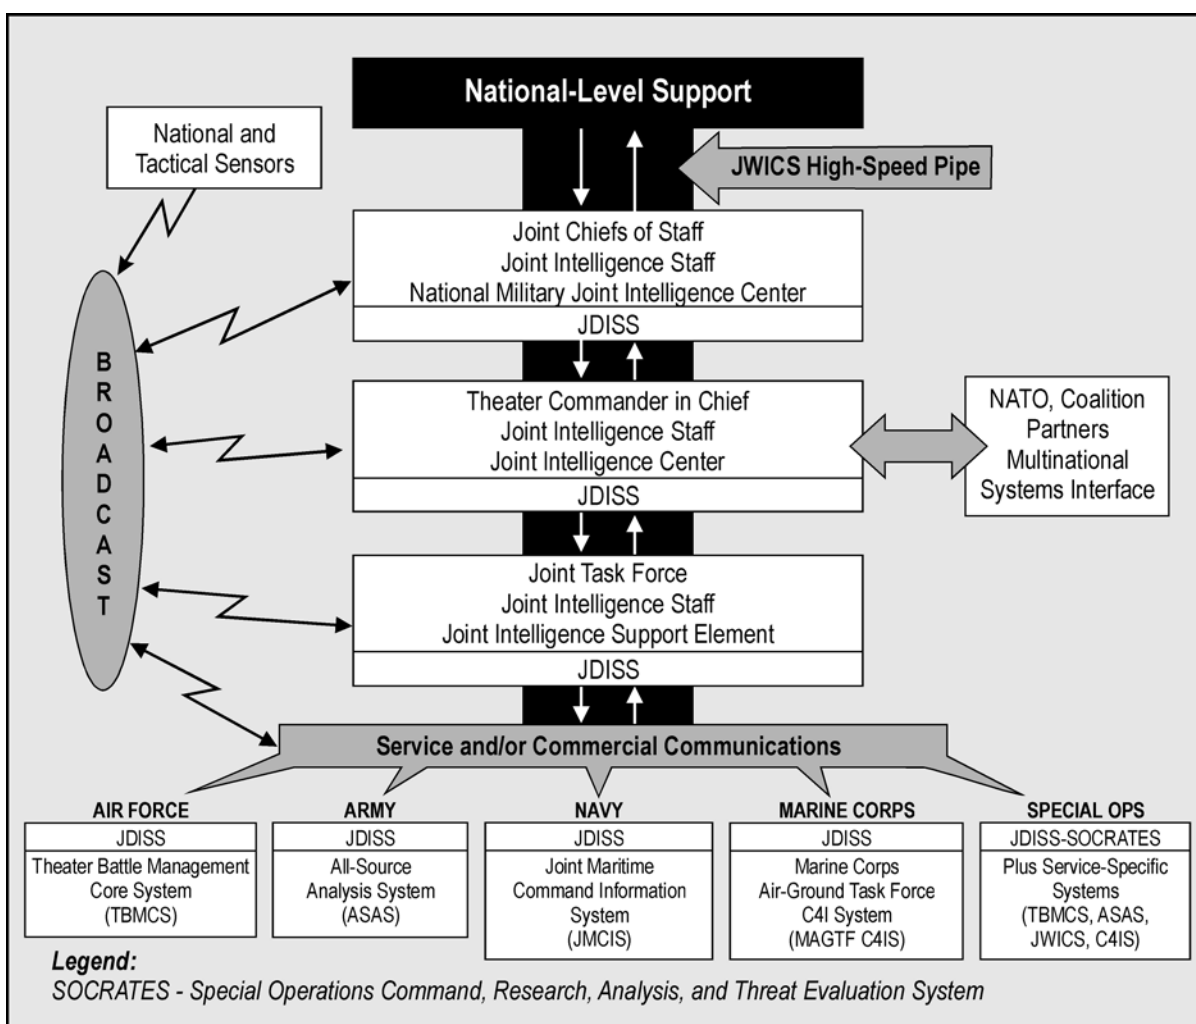 National-Level Support
National and
Tactical Sensors
JWICS High-Speed Pipe
Joint Chiefs of Staff
Joint Intelligence Staff
National Military Joint Intelligence Center
JDISS
BROADCAST
Theater Commander in Chief
Joint Intelligence Staff
Joint Intelligence Center
JDISS
NATO, Coalition
Partners
Multinational
Systems Interface
Joint Task Force
Joint Intelligence Staff
Joint Intelligence Support Element
JDISS
Service and/or Commercial Communications
AIR FORCE
JDISS
Theater Battle Management
Core System
(TBMCS)
ARMY
JDISS
All-Source
Analysis System
(ASAS)
NAVY
JDISS
Joint Maritime
Command Information
System
(JMCIS)
MARINE CORPS
JDISS
Marine Corps
Air-Ground Task Force
C4I System
(MAGTF C4IS)
SPECIAL OPS
JDISS-SOCRATES
Plus Service-Specific
Systems
(TBMCS, ASAS,
JWICS, C4IS)
Legend:
SOCRATES - Special Operations Command, Research, Analysis, and Threat Evaluation System